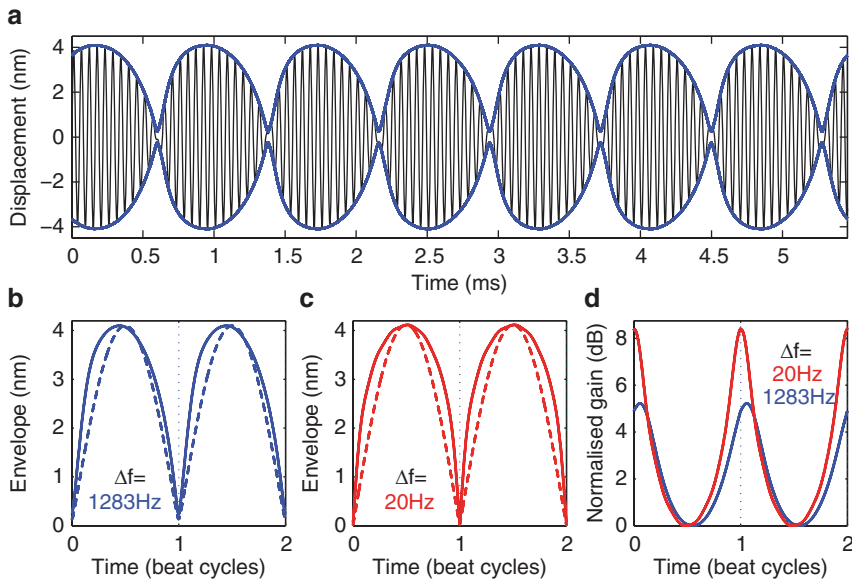 a
Displacement (nm)
4
2
0
−2
−4
0 0.5 1 1.5 2 2.5 3 3.5 4 4.5 5
Time (ms)
b
Envelope (nm)
4
3
2
1
0
Δf=
1283Hz
0 1 2
Time (beat cycles)
c
Envelope (nm)
4
3
2
1
0
Δf=
20Hz
0 1 2
Time (beat cycles)
d
Normalised gain (dB)
8
6
4
2
0
Δf=
20Hz
1283Hz
0 1 2
Time (beat cycles)